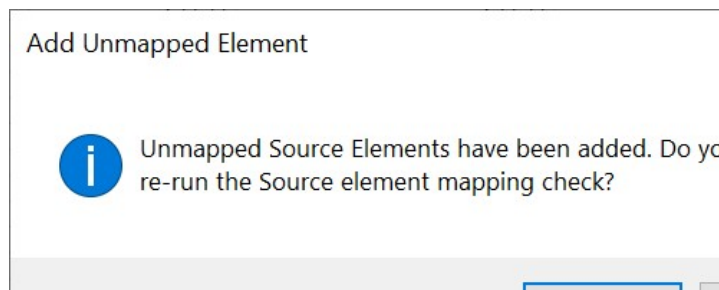 Add Unmapped Element
Unmapped Source Elements have been added. Do
re-run the Source element mapping check?